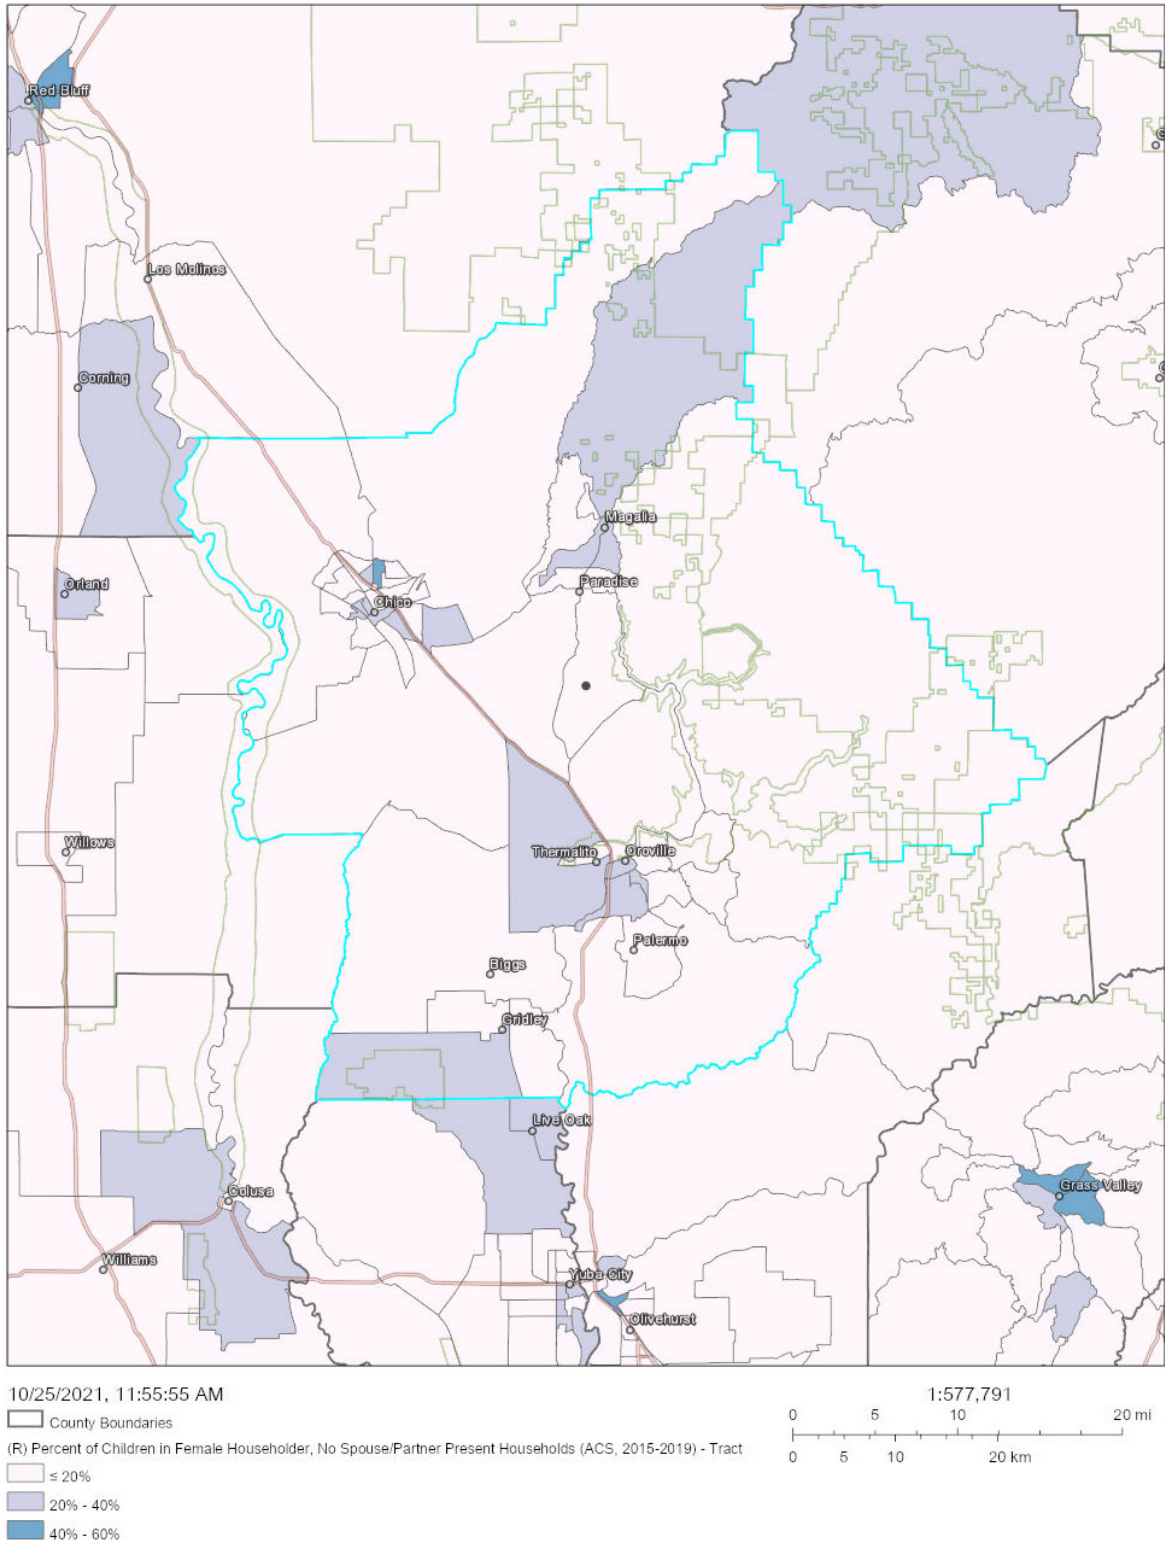 Red Bluff
C
Los Molinos
Corning
C
Magalia
Orland
Paradise
Chico
Willows
Thermalito
Oroville
Palermo
Biggs
Gridley
Live Oak
Colusa
Grass Valley
Williams
Yuba City
Olivehurst
10/25/2021, 11:55:55 AM
1:577,791
County Boundaries
0 5 10 20 mi
(R) Percent of Children in Female Householder, No Spouse/Partner Present Households (ACS, 2015-2019) - Tract
0 5 10 20 km
≤ 20%
20% - 40%
40% - 60%